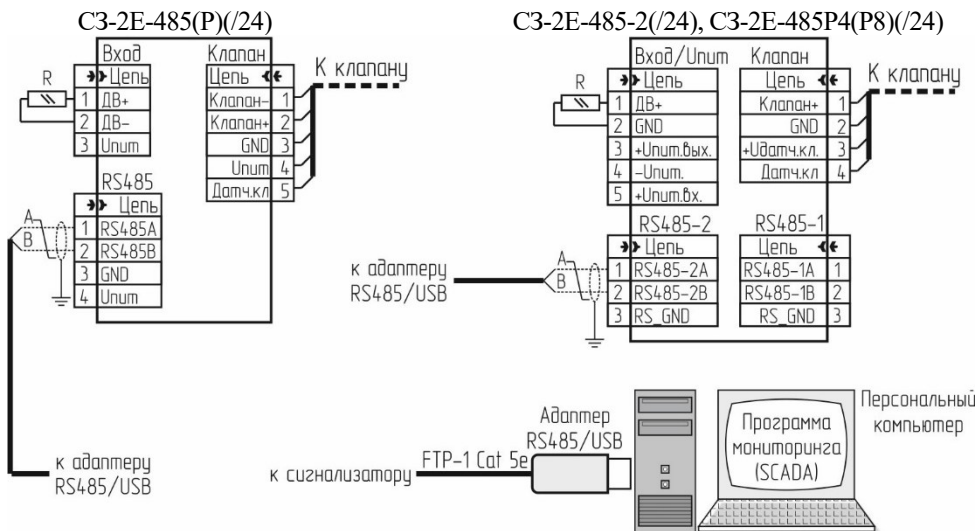 СЗ-2Е-485(Р)(/24)
Вход
Клапан
Цепь
Цепь
R
1 ДВ+
2 ДВ-
3 Uпит
Клапан- 1
Клапан+ 2
GND 3
Uпит 4
Датч.кл 5
К клапану
RS485
Цепь
A
B
1 RS485A
2 RS485B
3 GND
4 Uпит
к адаптеру
RS485/USB
СЗ-2Е-485-2(/24), СЗ-2Е-485Р4(Р8)(/24)
Вход/Uпит
Клапан
Цепь
Цепь
R
1 ДВ+
2 GND
3 +Uпит.вых.
4 -Uпит.
5 +Uпит.вх.
Клапан+ 1
GND 2
+Uдатч.кл. 3
Датч.кл 4
К клапану
RS485-2
RS485-1
Цепь
Цепь
A
B
1 RS485-2A
2 RS485-2B
3 RS_GND
RS485-1A 1
RS485-1B 2
RS_GND 3
к адаптеру
RS485/USB
к сигнализатору
FTP-1 Cat 5e
Адаптер
RS485/USB
Программа
мониторинга
(SCADA)
Персональный
компьютер